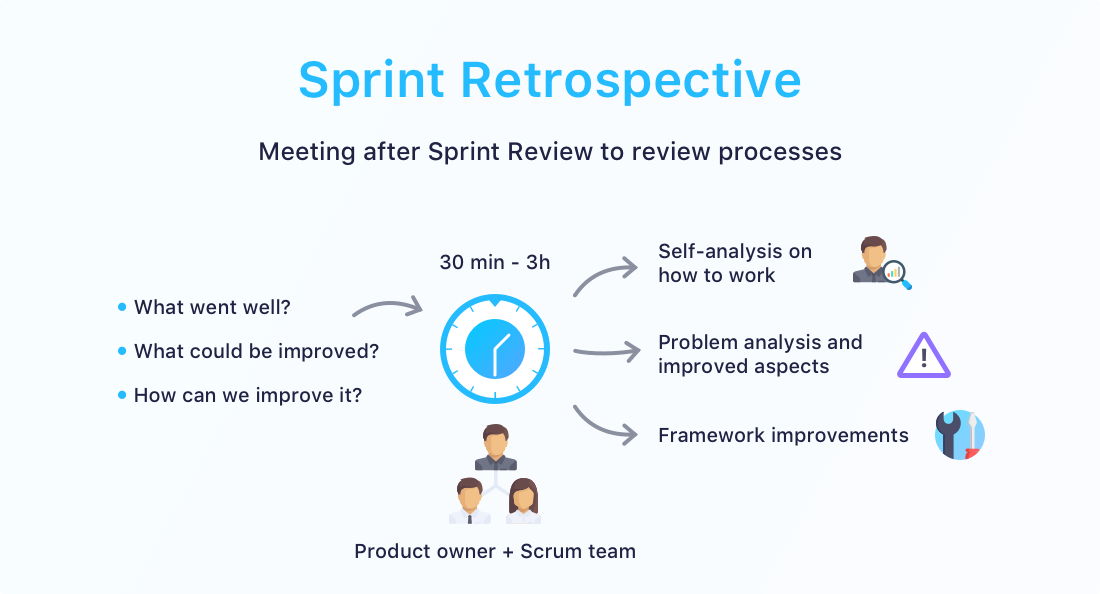 Sprint Retrospective
Meeting after Sprint Review to review processes
What went well?
What could be improved?
How can we improve it?
30 min - 3h
Product owner + Scrum team
Self-analysis on
how to work
Problem analysis and
improved aspects
Framework improvements